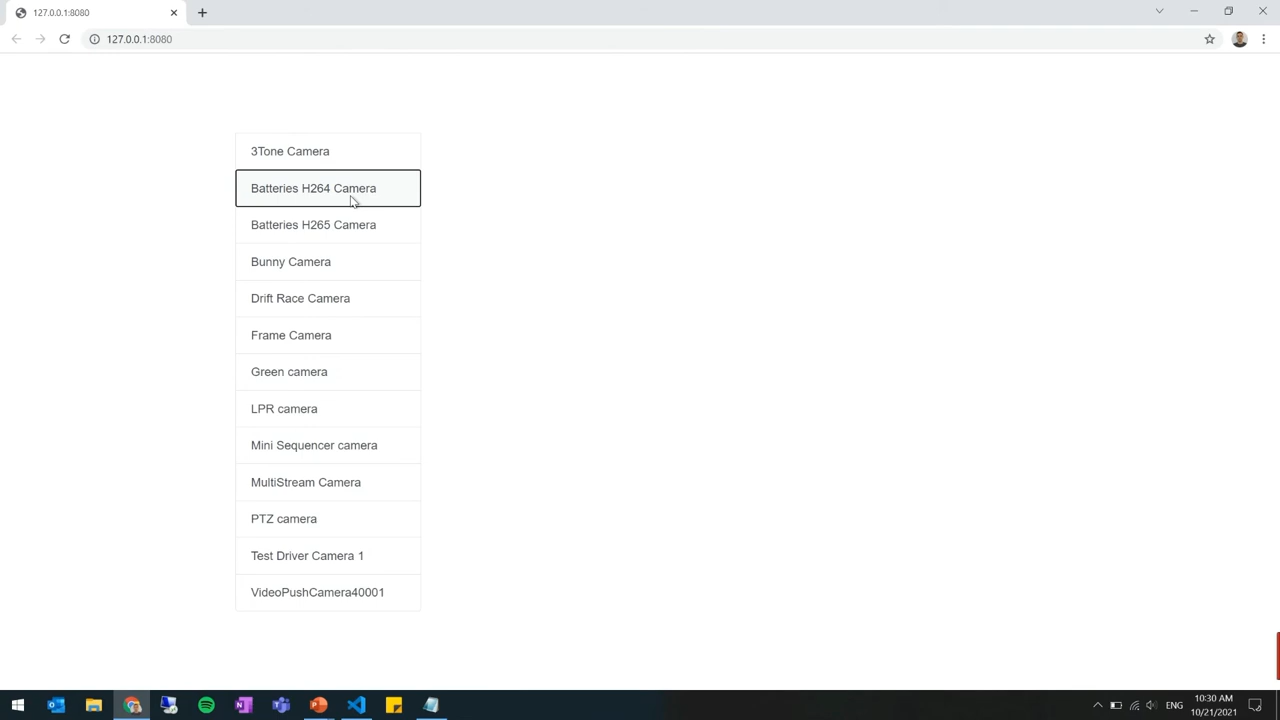 127.0.0.1:8080
127.0.0.1:8080
3Tone Camera
Batteries H264 Camera
Batteries H265 Camera
Bunny Camera
Drift Race Camera
Frame Camera
Green camera
LPR camera
Mini Sequencer camera
MultiStream Camera
PTZ camera
Test Driver Camera 1
VideoPushCamera40001
ENG
10:30 AM
10/21/2021